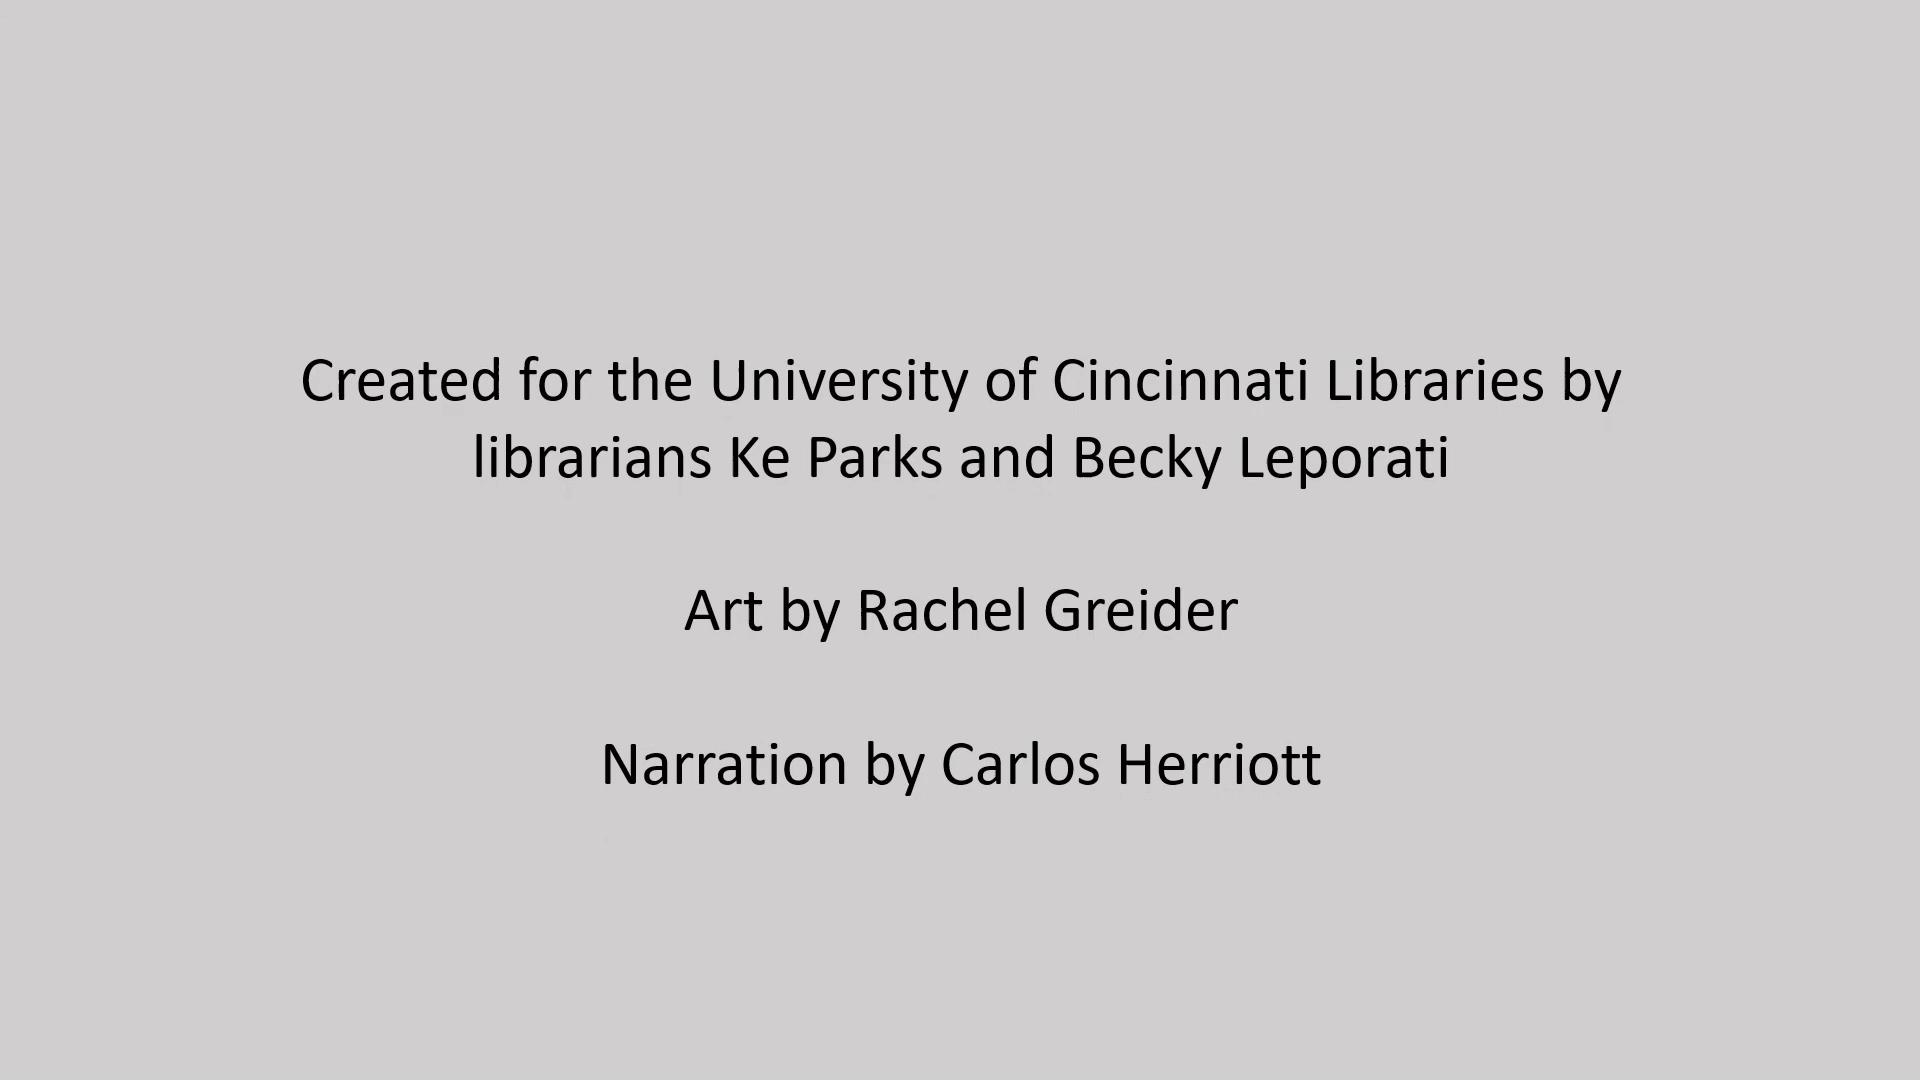 Created for the University of Cincinnati Libraries by
librarians Ke Parks and Becky Leporati
Art by Rachel Greider
Narration by Carlos Herriott